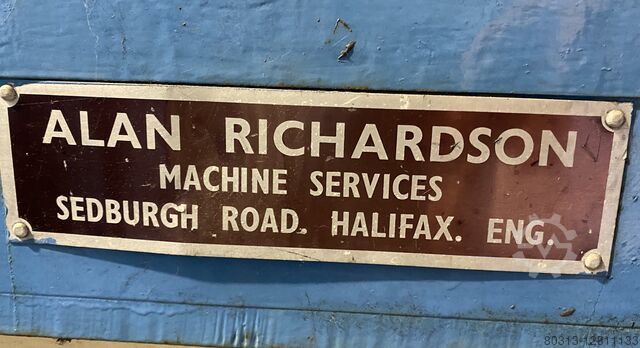 ALAN RICHARDSON
MACHINE SERVICES
SEDBURGH ROAD. HALIFAX. ENG.
80313-12811133